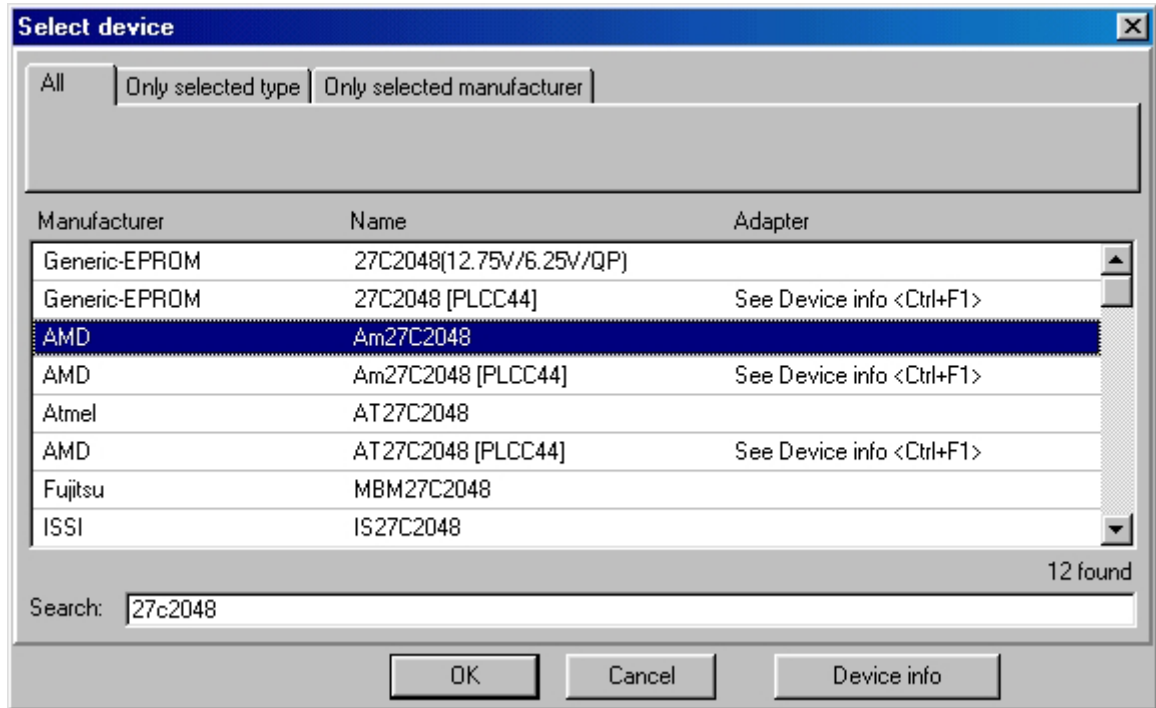 Select device
All Only selected type Only selected manufacturer
Manufacturer Name Adapter
Generic-EPROM 27C2048(12.75V/6.25V/QP)
Generic-EPROM 27C2048 [PLCC44] See Device info <Ctrl+F1>
AMD Am27C2048
AMD Am27C2048 [PLCC44] See Device info <Ctrl+F1>
Atmel AT27C2048
AMD AT27C2048 [PLCC44] See Device info <Ctrl+F1>
Fujitsu MBM27C2048
ISSI IS27C2048
12 found
Search: 27c2048
OK Cancel Device info